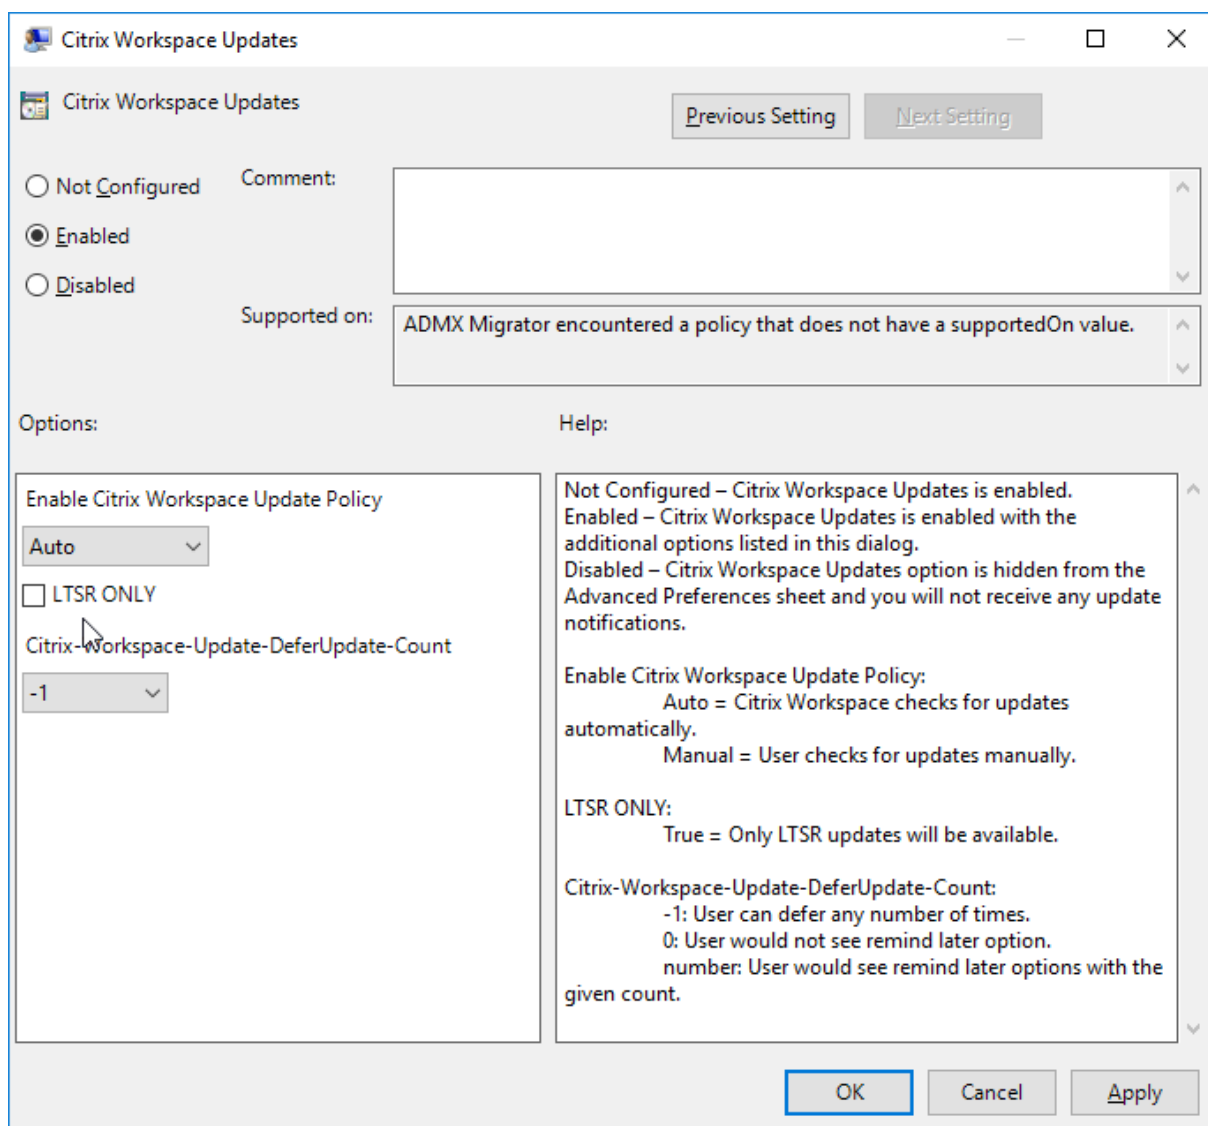 Citrix Workspace Updates
Citrix Workspace Updates
Previous Setting
Next Setting
Not Configured
Enabled
Disabled
Comment:
Supported on:
ADMX Migrator encountered a policy that does not have a supportedOn value.
Options:
Help:
Enable Citrix Workspace Update Policy
Auto
LTSR ONLY
Citrix-Workspace-Update-DeferUpdate-Count
-1
Not Configured – Citrix Workspace Updates is enabled.
Enabled – Citrix Workspace Updates is enabled with the
additional options listed in this dialog.
Disabled – Citrix Workspace Updates option is hidden from the
Advanced Preferences sheet and you will not receive any update
notifications.
Enable Citrix Workspace Update Policy:
Auto = Citrix Workspace checks for updates
automatically.
Manual = User checks for updates manually.
LTSR ONLY:
True = Only LTSR updates will be available.
Citrix-Workspace-Update-DeferUpdate-Count:
-1: User can defer any number of times.
0: User would not see remind later option.
number: User would see remind later options with the
given count.
OK
Cancel
Apply